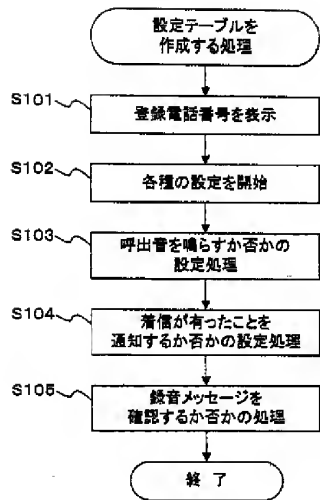 設定テーブルを
作成する処理
S101
登録電話番号を表示
S102
各種の設定を開始
S103
呼出音を鳴らすか否かの
設定処理
S104
着信が有ったことを
通知するか否かの設定処理
S105
録音メッセージを
確認するか否かの処理
終了